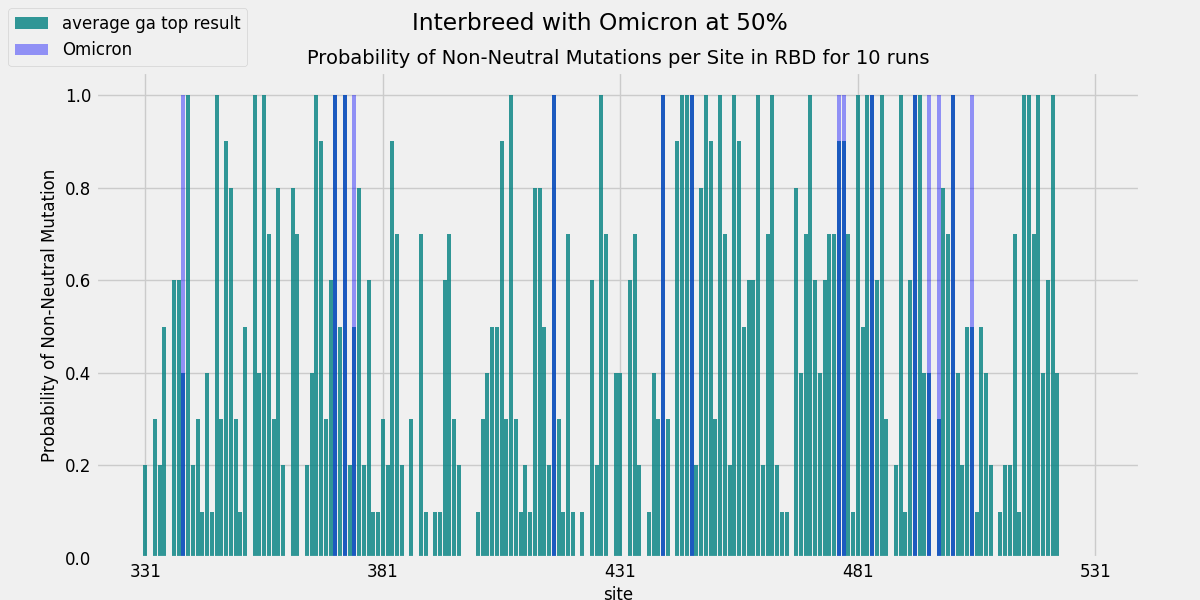 average ga top result
Omicron
Interbreed with Omicron at 50%
Probability of Non-Neutral Mutations per Site in RBD for 10 runs
Probability of Non-Neutral Mutation
1.0
0.8
0.6
0.4
0.2
0.0
331
381
431
481
531
site